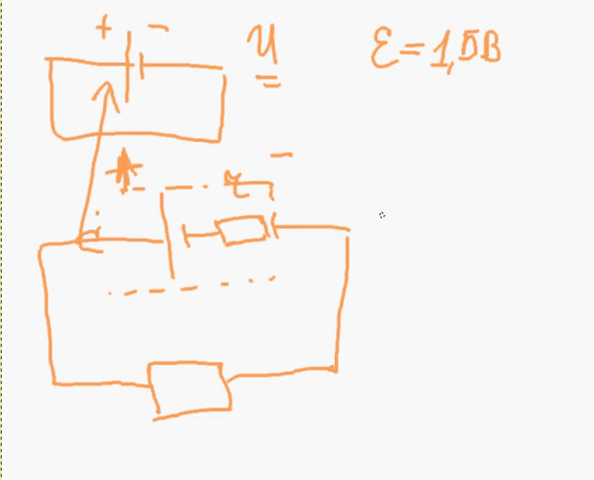 + -
U
ε = 1,5В
-
r